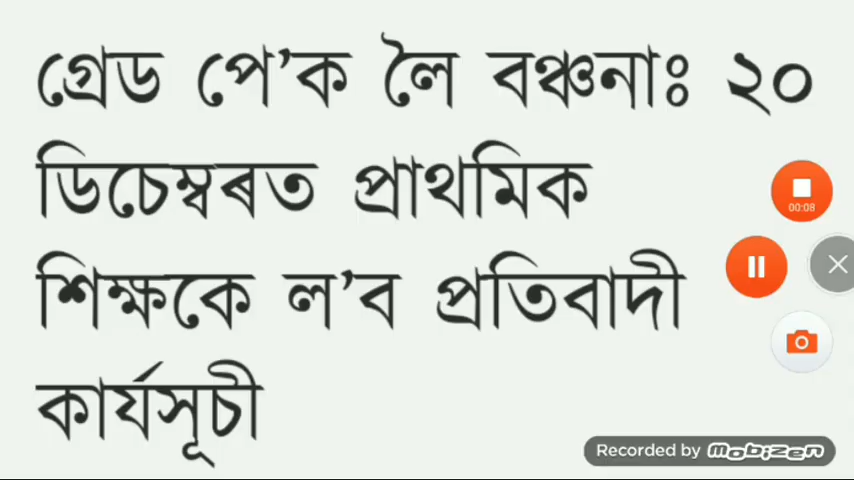 গ্ৰেড পে'ক লৈ বঞ্চনাঃ ২০
ডিচেম্বৰত প্ৰাথমিক
শিক্ষকে ল'ব প্ৰতিবাদী
কাৰ্যসূচী
00:08
Recorded by Mobizen